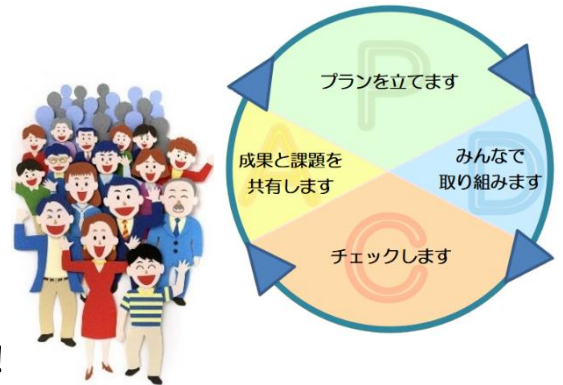 P
プランを立てます
A
成果と課題を
共有します
D
みんなで
取り組みます
C
チェックします
!